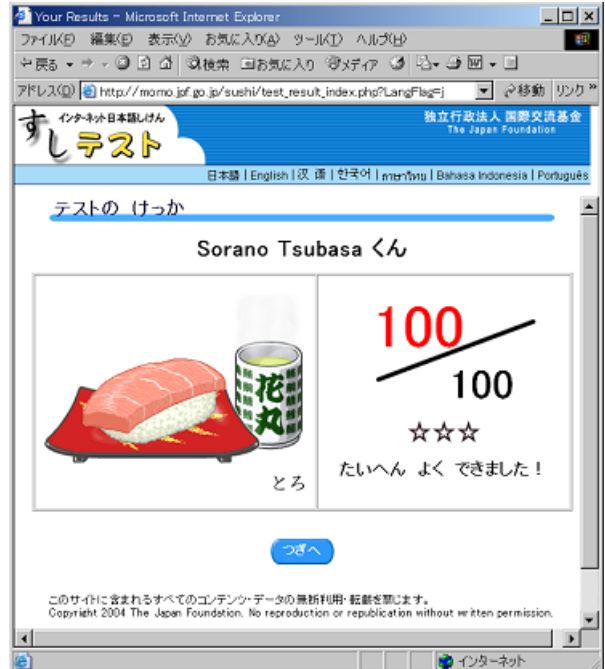 Your Results - Microsoft Internet Explorer
ファイル(F) 編集(E) 表示(V) お気に入り(A) ツール(T) ヘルプ(H)
戻る 検索 お気に入り メディア
アドレス(D) http://momo.jpf.go.jp/sushi/test_result_index.php?LangFlag=j 移動 リンク »
インターネット日本語しけん
すしテスト
独立行政法人 国際交流基金
The Japan Foundation
日本語 | English | 汉 语 | 한국어 | ภาษาไทย | Bahasa Indonesia | Português
テストの けっか
Sorano Tsubasa くん
花丸
とろ
100
100
☆☆☆
たいへん よく できました！
つぎへ
このサイトに含まれるすべてのコンテンツ・データの無断利用・転載を禁じます。
Copyright 2004 The Japan Foundation. No reproduction or republication without written permission.
インターネット